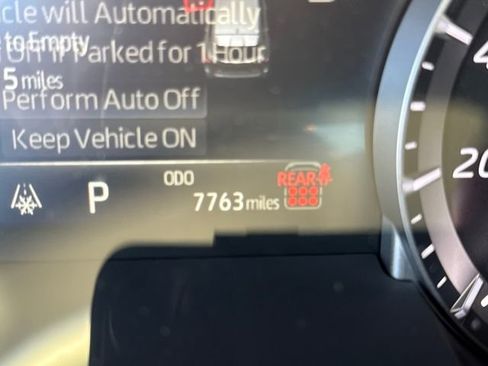 cle will Automatically
to Empty
Off if Parked for 1 Hour
5 miles
Perform Auto Off
Keep Vehicle ON
ODO
P
7763 miles
REAR
20